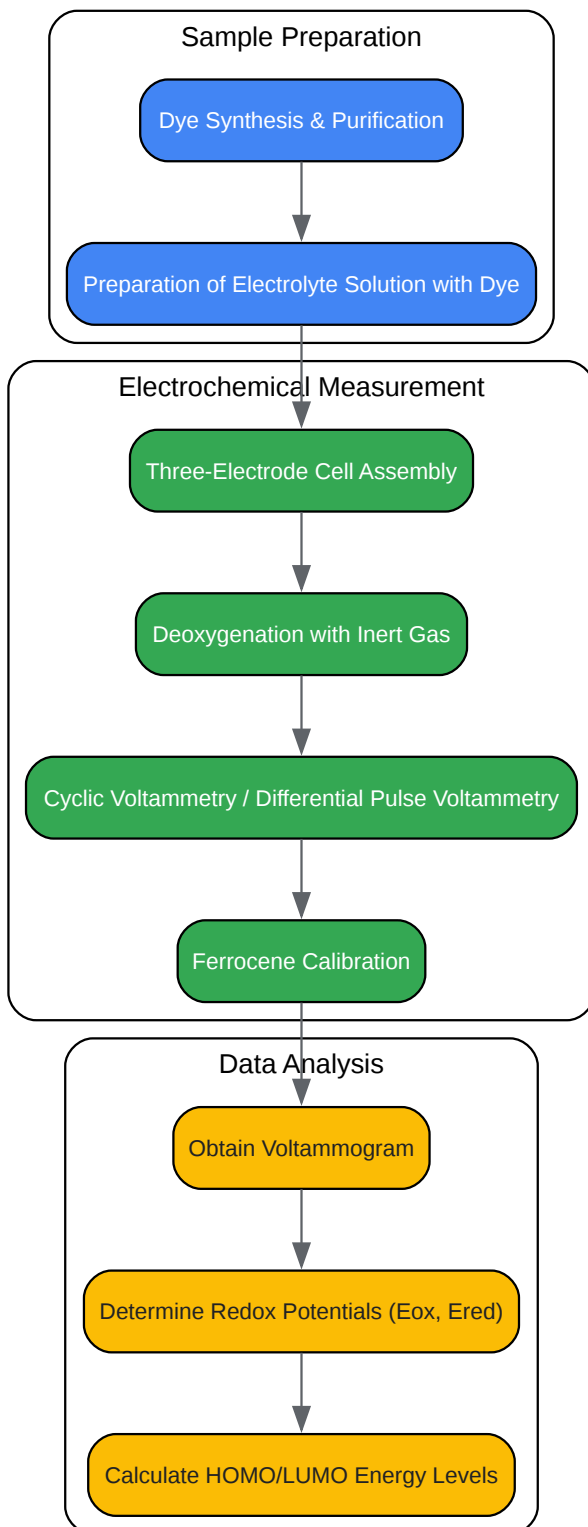 Sample Preparation
Dye Synthesis & Purification
Preparation of Electrolyte Solution with Dye
Electrochemical Measurement
Three-Electrode Cell Assembly
Deoxygenation with Inert Gas
Cyclic Voltammetry / Differential Pulse Voltammetry
Ferrocene Calibration
Data Analysis
Obtain Voltammogram
Determine Redox Potentials (Eox, Ered)
Calculate HOMO/LUMO Energy Levels